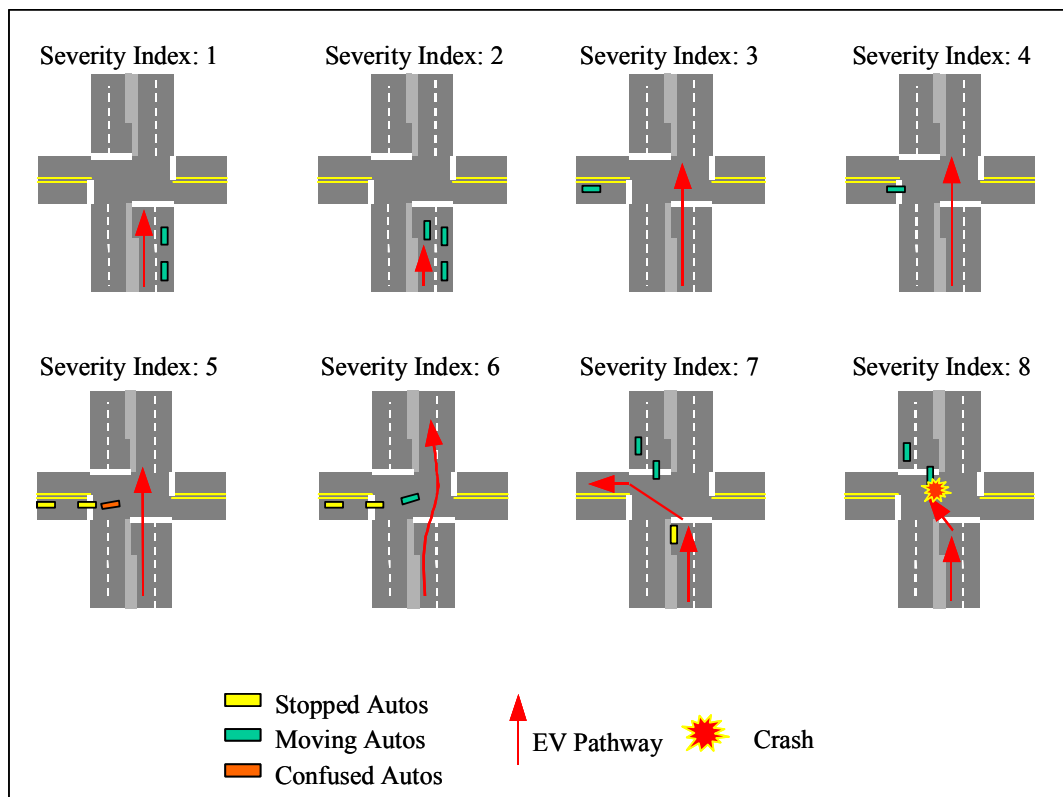 Severity Index: 1
Severity Index: 2
Severity Index: 3
Severity Index: 4
Severity Index: 5
Severity Index: 6
Severity Index: 7
Severity Index: 8
Stopped Autos
Moving Autos
Confused Autos
EV Pathway
Crash